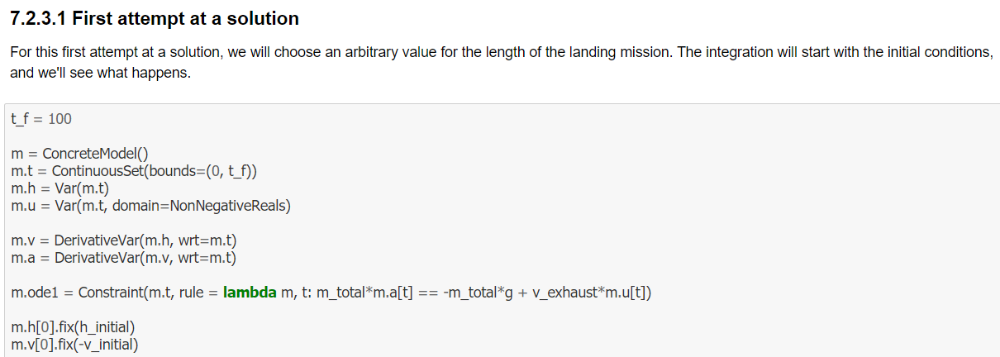 7.2.3.1 First attempt at a solution
For this first attempt at a solution, we will choose an arbitrary value for the length of the landing mission. The integration will start with the initial conditions,
and we'll see what happens.
t_f = 100
m = ConcreteModel()
m.t = ContinuousSet(bounds=(0, t_f))
m.h = Var(m.t)
m.u = Var(m.t, domain=NonNegativeReals)
m.v = DerivativeVar(m.h, wrt=m.t)
m.a = DerivativeVar(m.v, wrt=m.t)
m.ode1 = Constraint(m.t, rule = lambda m, t: m_total*m.a[t] == -m_total*g + v_exhaust*m.u[t])
m.h[0].fix(h_initial)
m.v[0].fix(-v_initial)